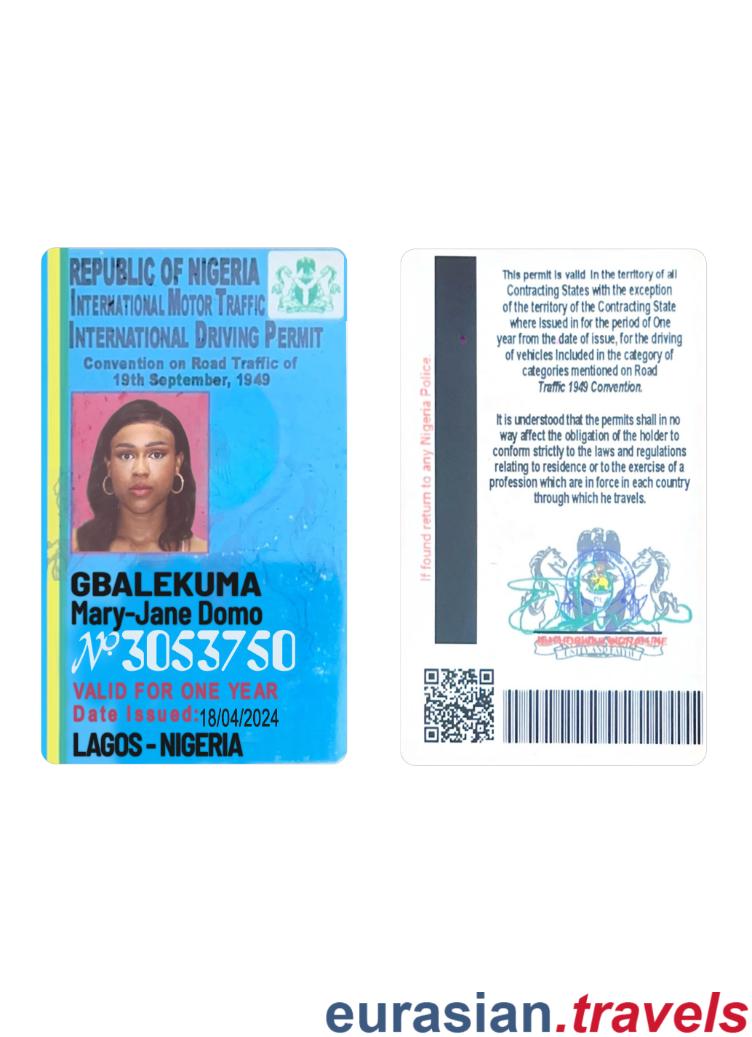 REPUBLIC OF NIGERIA
INTERNATIONAL MOTOR TRAFFIC
INTERNATIONAL DRIVING PERMIT
Convention on Road Traffic of
19th September, 1949
GBALEKUMA
Mary-Jane Domo
№ 3053750
VALID FOR ONE YEAR
Date Issued:18/04/2024
LAGOS - NIGERIA
If found return to any Nigeria Police.
This permit is valid In the territory of all
Contracting States with the exception
of the territory of the Contracting State
where Issued in for the period of One
year from the date of issue, for the driving
of vehicles Included in the category of
categories mentioned on Road
Traffic 1949 Convention.
It is understood that the permits shall in no
way affect the obligation of the holder to
conform strictly to the laws and regulations
relating to residence or to the exercise of a
profession which are in force in each country
through which he travels.
eurasian.travels